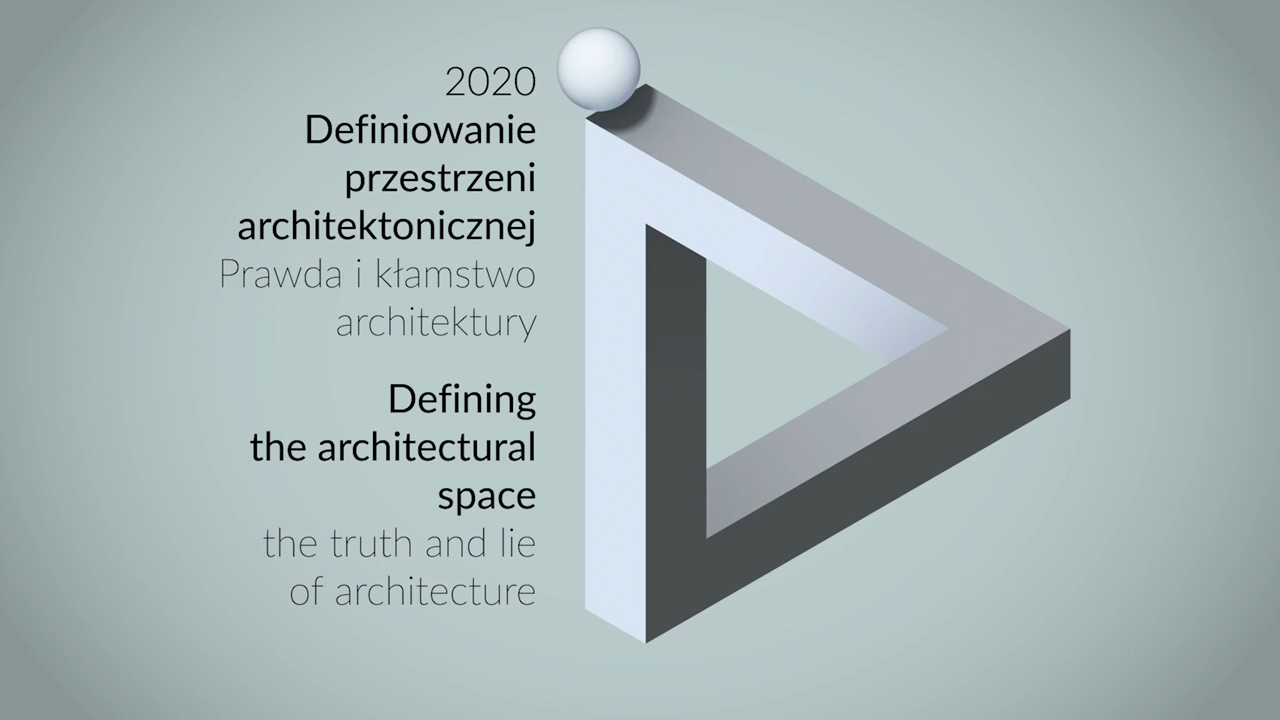 2020
Definiowanie
przestrzeni
architektonicznej
Prawda i kłamstwo
architektury
Defining
the architectural
space
the truth and lie
of architecture